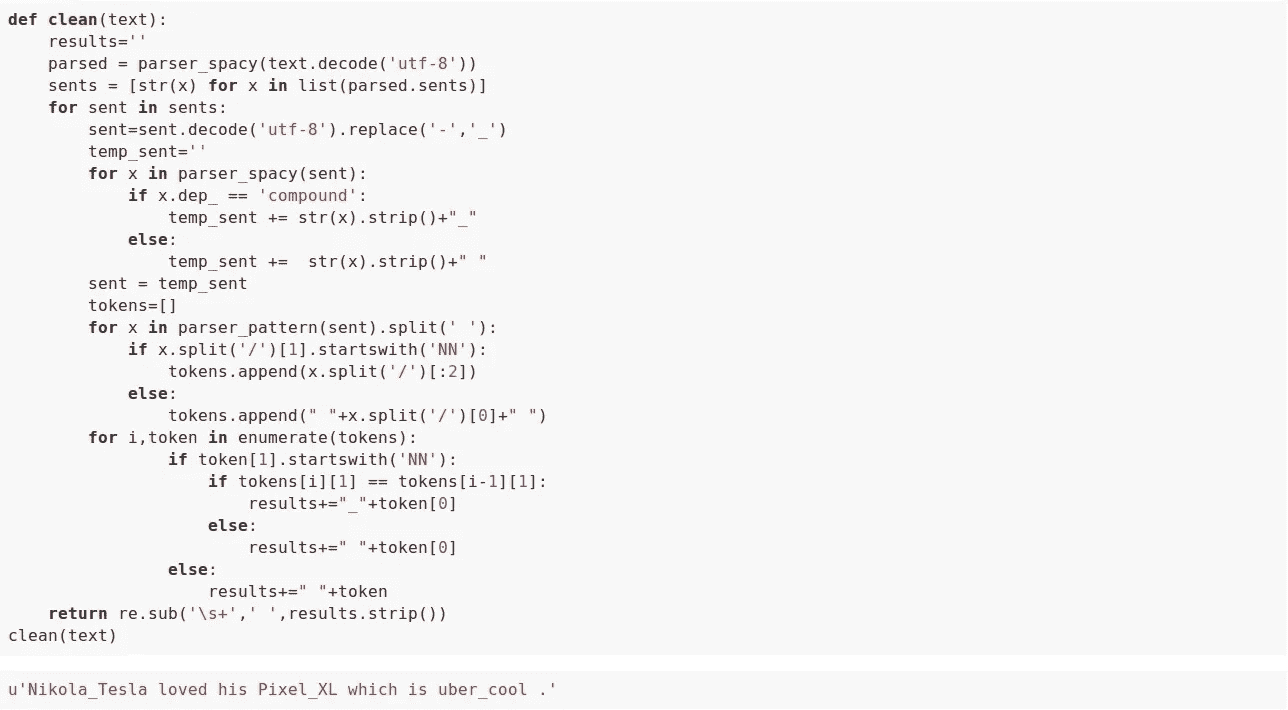 def clean(text):
    results=''
    parsed = parser_spacy(text.decode('utf-8'))
    sents = [str(x) for x in list(parsed.sents)]
    for sent in sents:
        sent=sent.decode('utf-8').replace('-','_')
        temp_sent=''
        for x in parser_spacy(sent):
            if x.dep_ == 'compound':
                temp_sent += str(x).strip()+"_"
            else:
                temp_sent +=  str(x).strip()+" "
        sent = temp_sent
        tokens=[]
        for x in parser_pattern(sent).split(' '):
            if x.split('/')[1].startswith('NN'):
                tokens.append(x.split('/')[:2])
            else:
                tokens.append(" "+x.split('/')[0]+" ")
        for i,token in enumerate(tokens):
                if token[1].startswith('NN'):
                    if tokens[i][1] == tokens[i-1][1]:
                        results+="_"+token[0]
                    else:
                        results+=" "+token[0]
                else:
                    results+=" "+token
    return re.sub('\s+',' ',results.strip())
clean(text)
u'Nikola_Tesla loved his Pixel_XL which is uber_cool .'